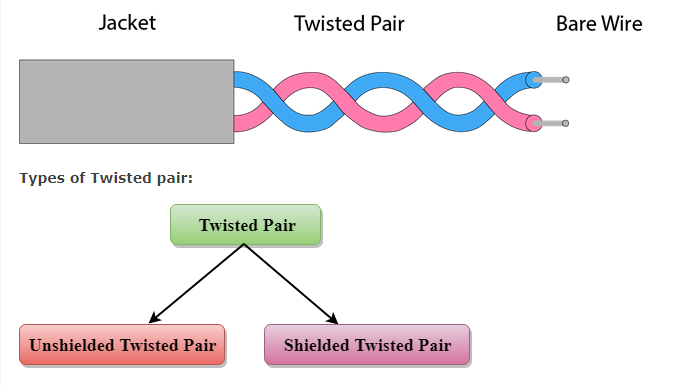 Jacket Twisted Pair Bare Wire
Types of Twisted pair:
Twisted Pair
Unshielded Twisted Pair
Shielded Twisted Pair